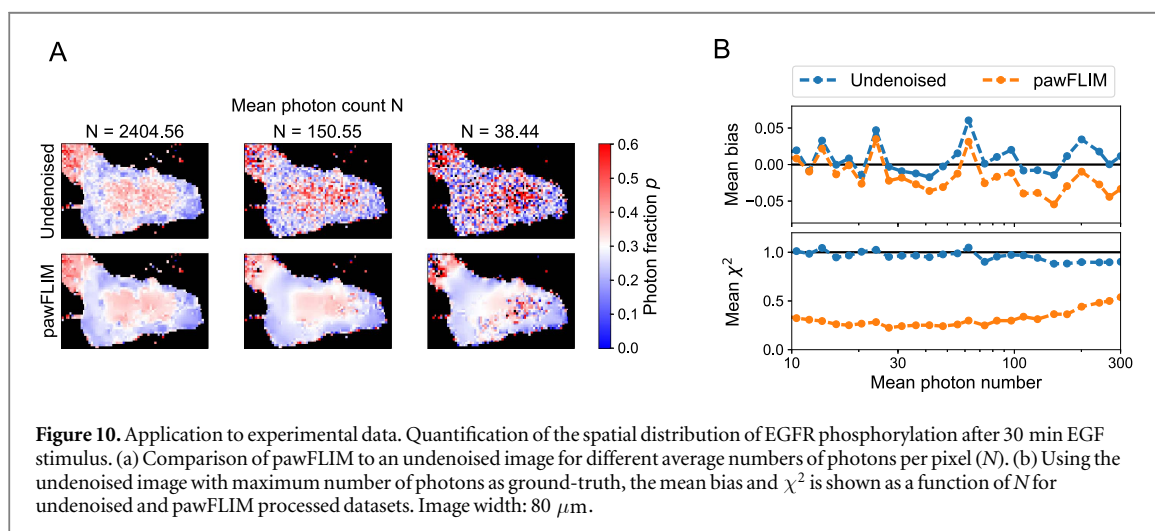 A
B
Mean photon count N
N = 2404.56
N = 150.55
N = 38.44
Undenoised
pawFLIM
0.6
0.5
0.4
0.3
0.2
0.1
0.0
Photon fraction p
Undenoised
pawFLIM
0.05
0.00
−0.05
Mean bias
1.0
0.5
0.0
Mean χ²
10
30
100
300
Mean photon number
Figure 10. Application to experimental data. Quantification of the spatial distribution of EGFR phosphorylation after 30 min EGF
stimulus. (a) Comparison of pawFLIM to an undenoised image for different average numbers of photons per pixel (N). (b) Using the
undenoised image with maximum number of photons as ground-truth, the mean bias and χ² is shown as a function of N for
undenoised and pawFLIM processed datasets. Image width: 80 μm.